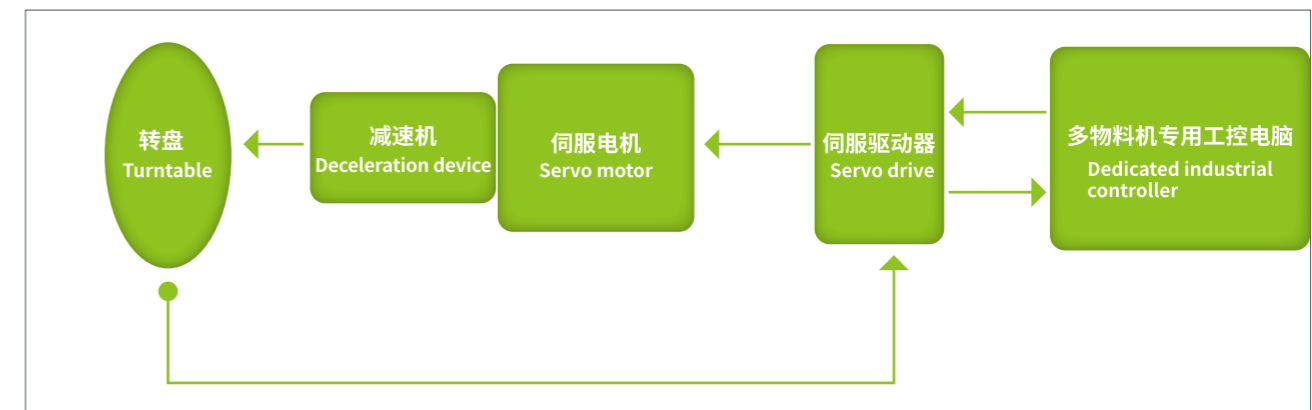 转盘
Turntable
减速机
Deceleration device
伺服电机
Servo motor
伺服驱动器
Servo drive
多物料机专用工控电脑
Dedicated industrial
controller